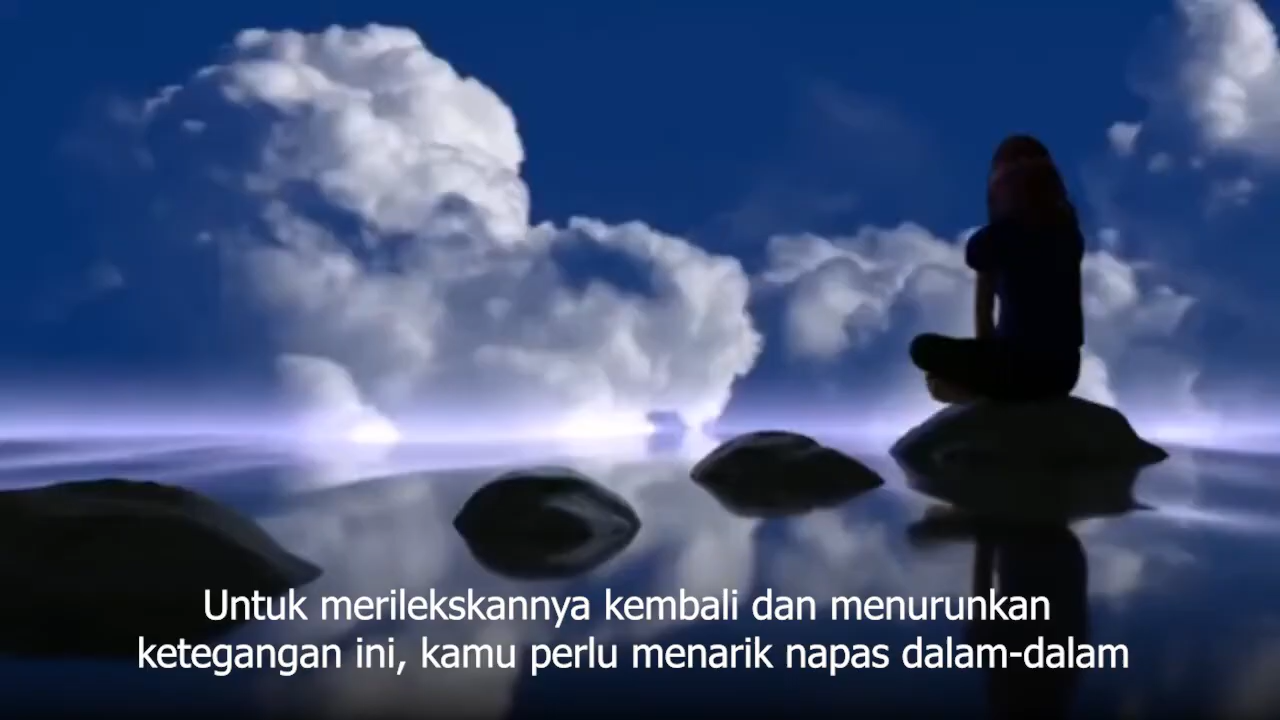 Untuk merilekskannya kembali dan menurunkan
ketegangan ini, kamu perlu menarik napas dalam-dalam